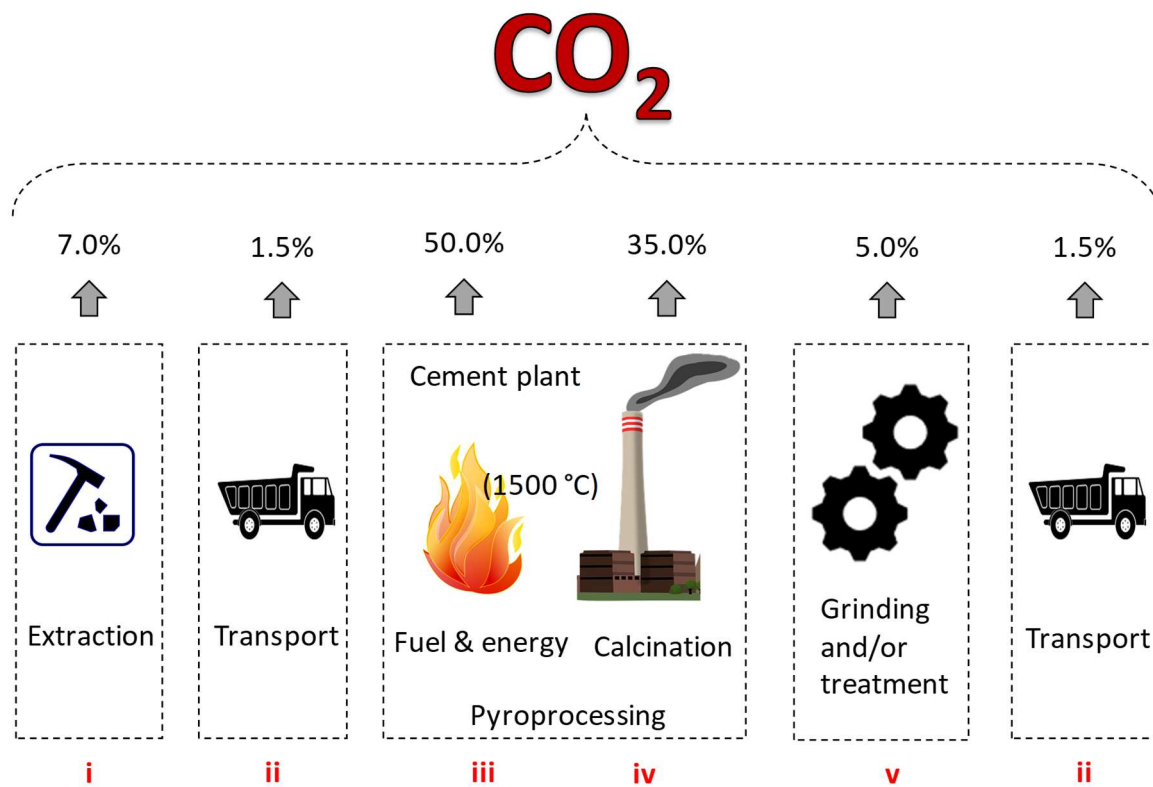 CO₂
7.0%
1.5%
50.0%
35.0%
5.0%
1.5%
Cement plant
(1500 °C)
Extraction
Transport
Fuel & energy
Calcination
Pyroprocessing
Grinding
and/or
treatment
Transport
i
ii
iii
iv
v
ii